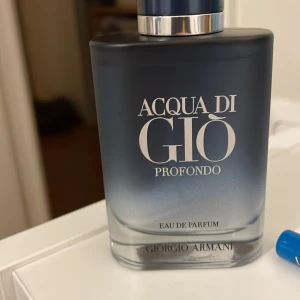 ACQUA DI
GIÒ
PROFONDO
EAU DE PARFUM
GIORGIO ARMANI